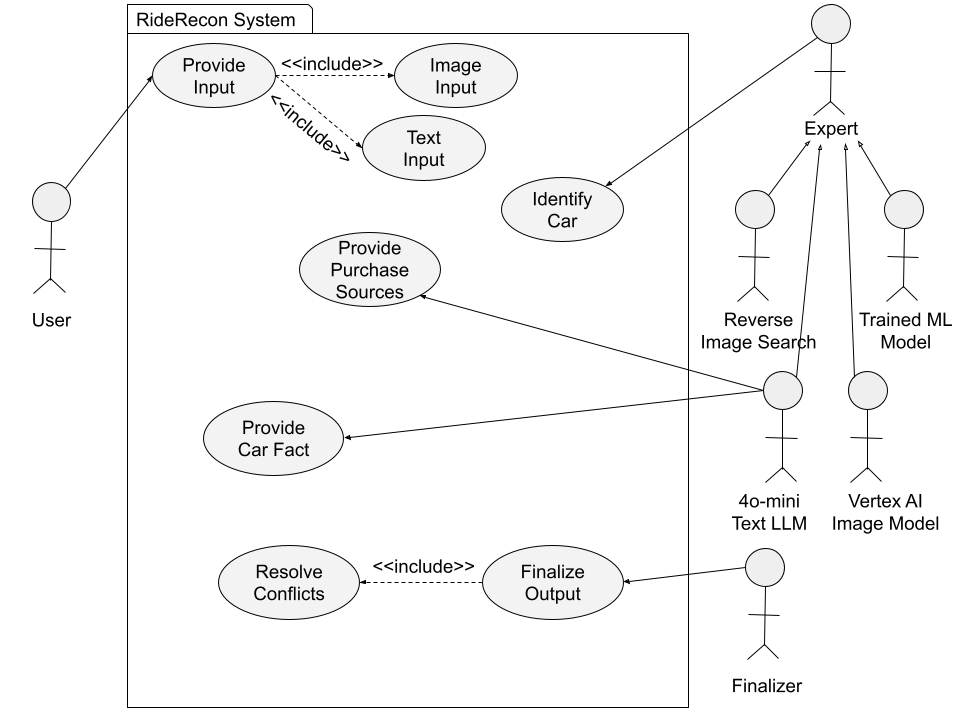 RideRecon System
Provide
Input
<<include>>
Image
Input
<<include>>
Text
Input
Expert
Identify
Car
Provide
Purchase
Sources
User
Reverse
Image Search
Trained ML
Model
Provide
Car Fact
4o-mini
Text LLM
Vertex AI
Image Model
Resolve
Conflicts
<<include>>
Finalize
Output
Finalizer